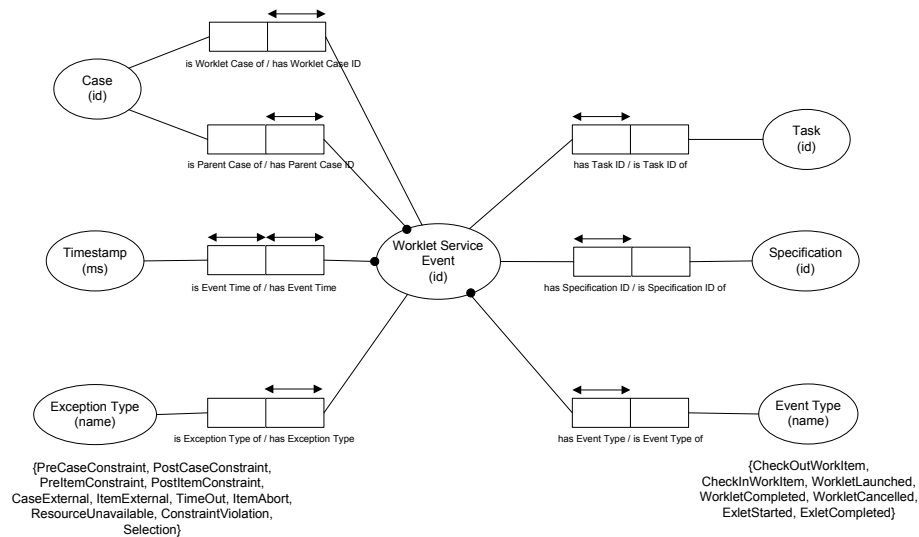 is Worklet Case of / has Worklet Case ID
Case
(id)
is Parent Case of / has Parent Case ID
Task
(id)
has Task ID / is Task ID of
Timestamp
(ms)
is Event Time of / has Event Time
Worklet Service
Event
(id)
has Specification ID / is Specification ID of
Specification
(id)
Exception Type
(name)
is Exception Type of / has Exception Type
has Event Type / is Event Type of
Event Type
(name)
{PreCaseConstraint, PostCaseConstraint,
PreItemConstraint, PostItemConstraint,
CaseExternal, ItemExternal, TimeOut, ItemAbort,
ResourceUnavailable, ConstraintViolation,
Selection}
{CheckOutWorkItem,
CheckInWorkItem, WorkletLaunched,
WorkletCompleted, WorkletCancelled,
ExletStarted, ExletCompleted}